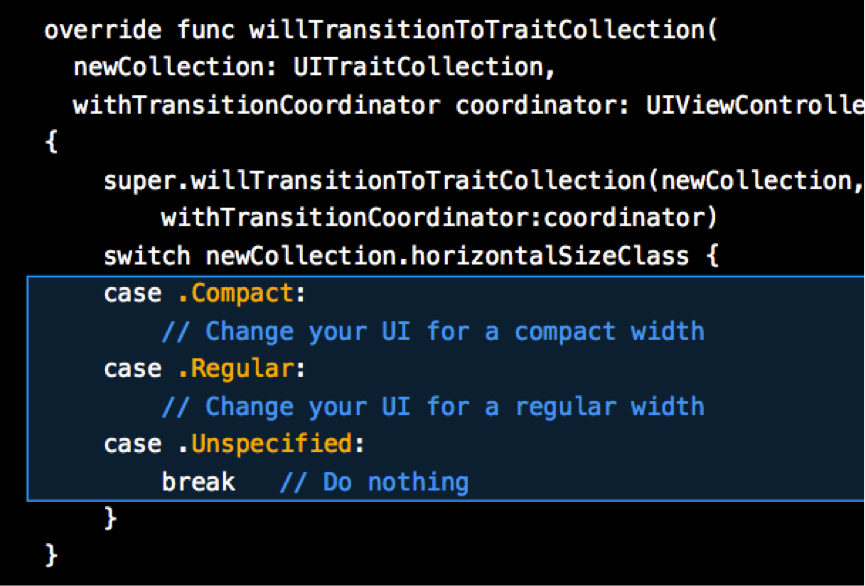 override func willTransitionToTraitCollection(
newCollection: UITraitCollection,
withTransitionCoordinator coordinator: UIViewControlle
{
super.willTransitionToTraitCollection(newCollection,
withTransitionCoordinator:coordinator)
switch newCollection.horizontalSizeClass {
case .Compact:
// Change your UI for a compact width
case .Regular:
// Change your UI for a regular width
case .Unspecified:
break // Do nothing
}
}